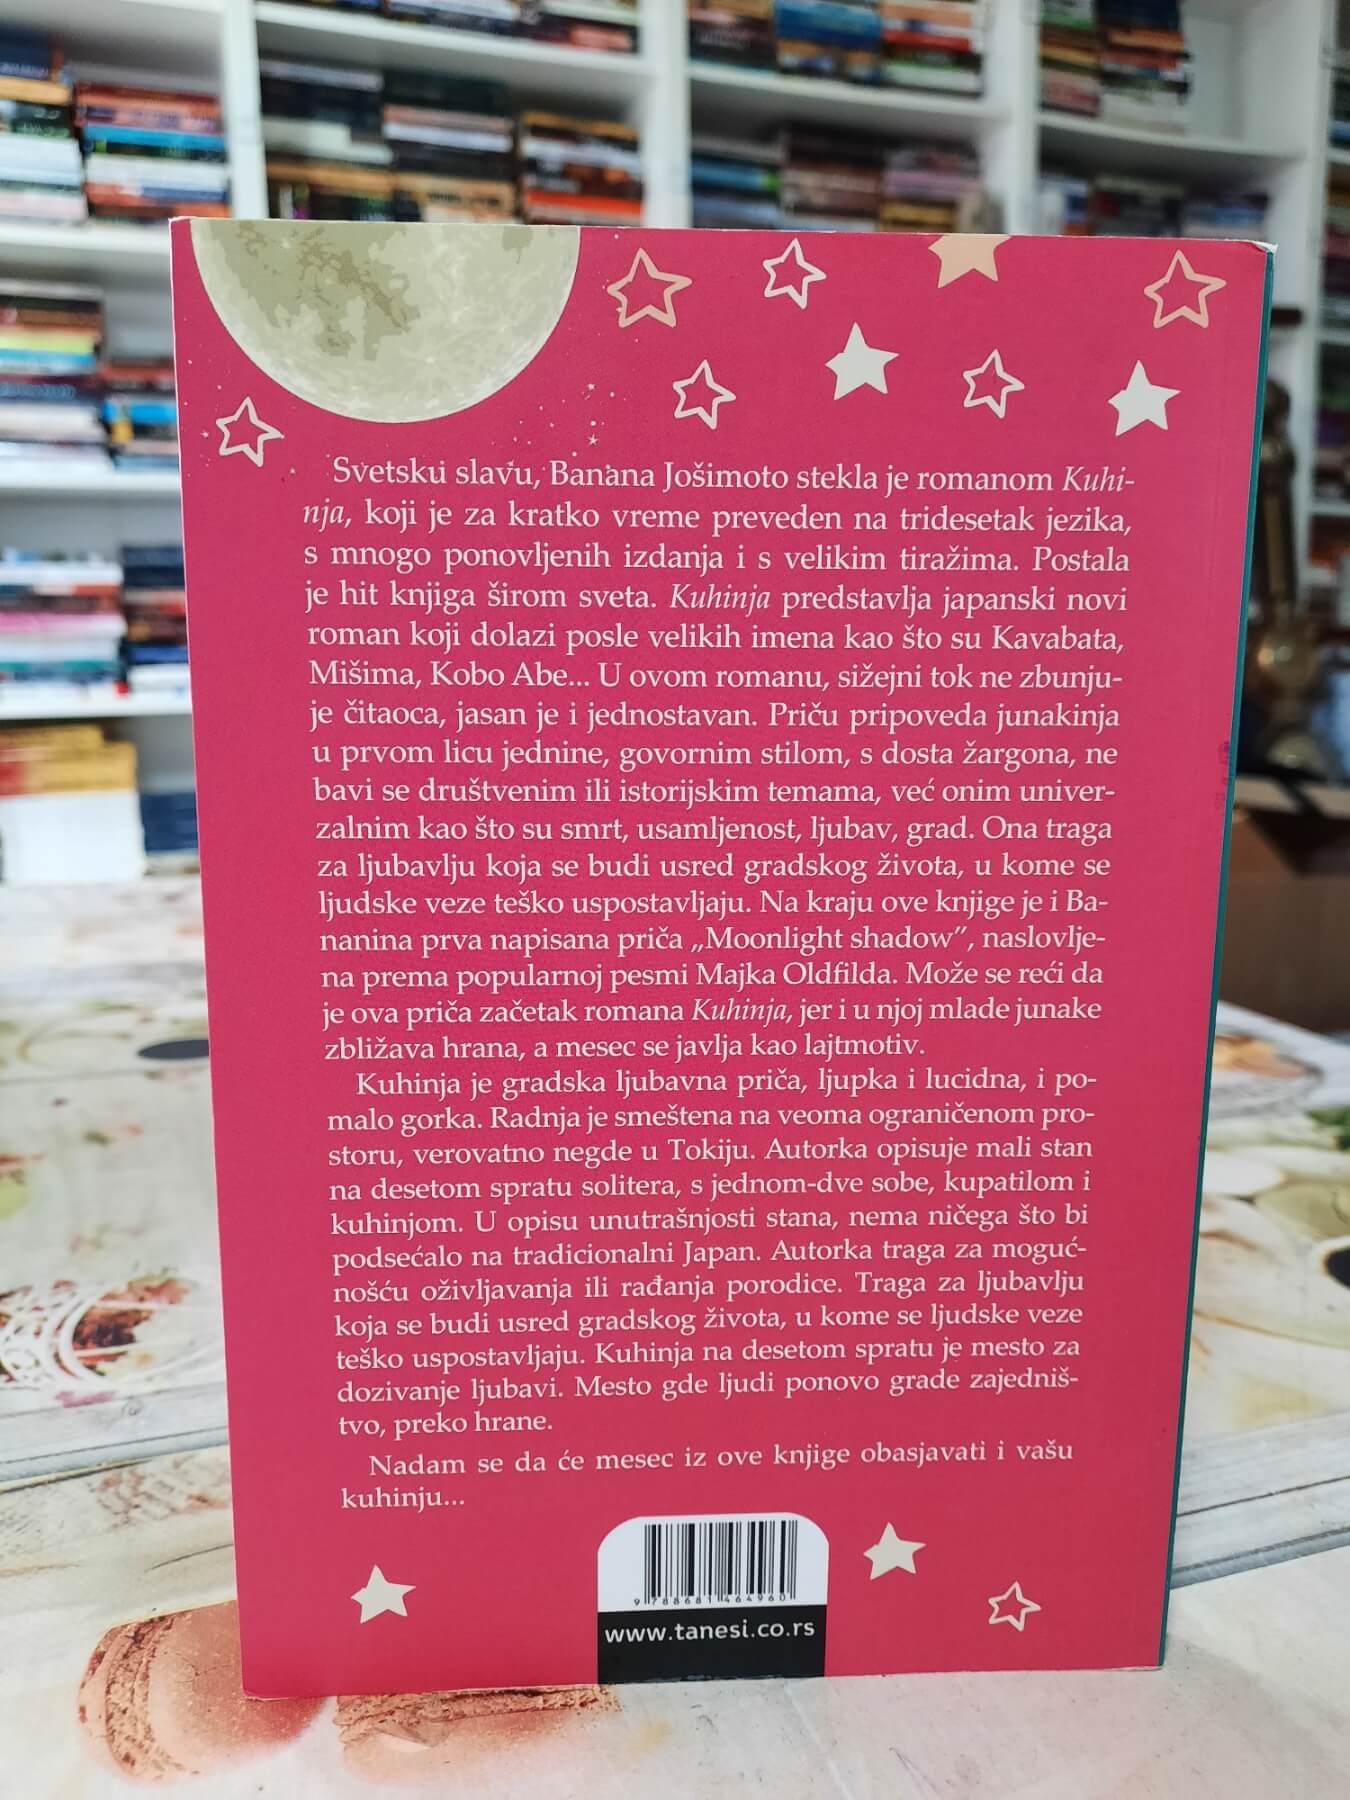 Svetsku slavu, Banana Jošimoto stekla je romanom Kuhi-
nja, koji je za kratko vreme preveden na tridesetak jezika,
s mnogo ponovljenih izdanja i s velikim tiražima. Postala
je hit knjiga širom sveta. Kuhinja predstavlja japanski novi
roman koji dolazi posle velikih imena kao što su Kavabata,
Mišima, Kobo Abe... U ovom romanu, sižejni tok ne zbunju-
je čitaoca, jasan je i jednostavan. Priču pripoveda junakinja
u prvom licu jednine, govornim stilom, s dosta žargona, ne
bavi se društvenim ili istorijskim temama, već onim univer-
zalnim kao što su smrt, usamljenost, ljubav, grad. Ona traga
za ljubavlju koja se budi usred gradskog života, u kome se
ljudske veze teško uspostavljaju. Na kraju ove knjige je i Ba-
nanina prva napisana priča „Moonlight shadow”, naslovlje-
na prema popularnoj pesmi Majka Oldfilda. Može se reći da
je ova priča začetak romana Kuhinja, jer i u njoj mlade junake
zbližava hrana, a mesec se javlja kao lajtmotiv.
Kuhinja je gradska ljubavna priča, ljupka i lucidna, i po-
malo gorka. Radnja je smeštena na veoma ograničenom pro-
storu, verovatno negde u Tokiju. Autorka opisuje mali stan
na desetom spratu solitera, s jednom-dve sobe, kupatilom i
kuhinjom. U opisu unutrašnjosti stana, nema ničega što bi
podsećalo na tradicionalni Japan. Autorka traga za moguć-
nošću oživljavanja ili rađanja porodice. Traga za ljubavlju
koja se budi usred gradskog života, u kome se ljudske veze
teško uspostavljaju. Kuhinja na desetom spratu je mesto za
dozivanje ljubavi. Mesto gde ljudi ponovo grade zajedniš-
tvo, preko hrane.
Nadam se da će mesec iz ove knjige obasjavati i vašu
kuhinju...
9 788681 464960
www.tanesi.co.rs